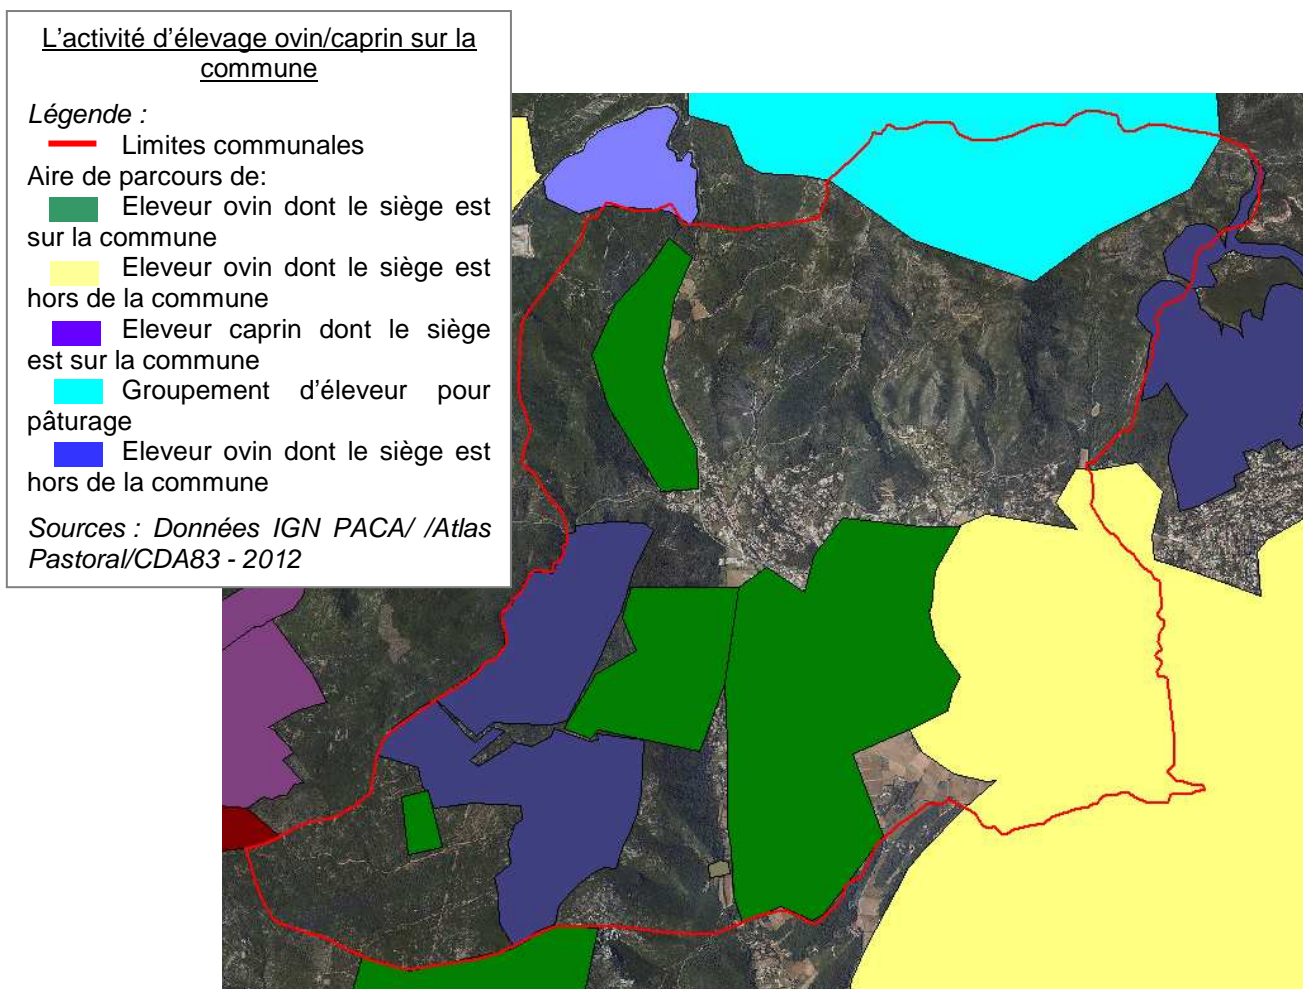 L'activité d'élevage ovin/caprin sur la
commune
Légende :
Limites communales
Aire de parcours de:
Eleveur ovin dont le siège est
sur la commune
Eleveur ovin dont le siège est
hors de la commune
Eleveur caprin dont le siège
est sur la commune
Groupement d'éleveur pour
pâturage
Eleveur ovin dont le siège est
hors de la commune
Sources : Données IGN PACA/ /Atlas
Pastoral/CDA83 - 2012